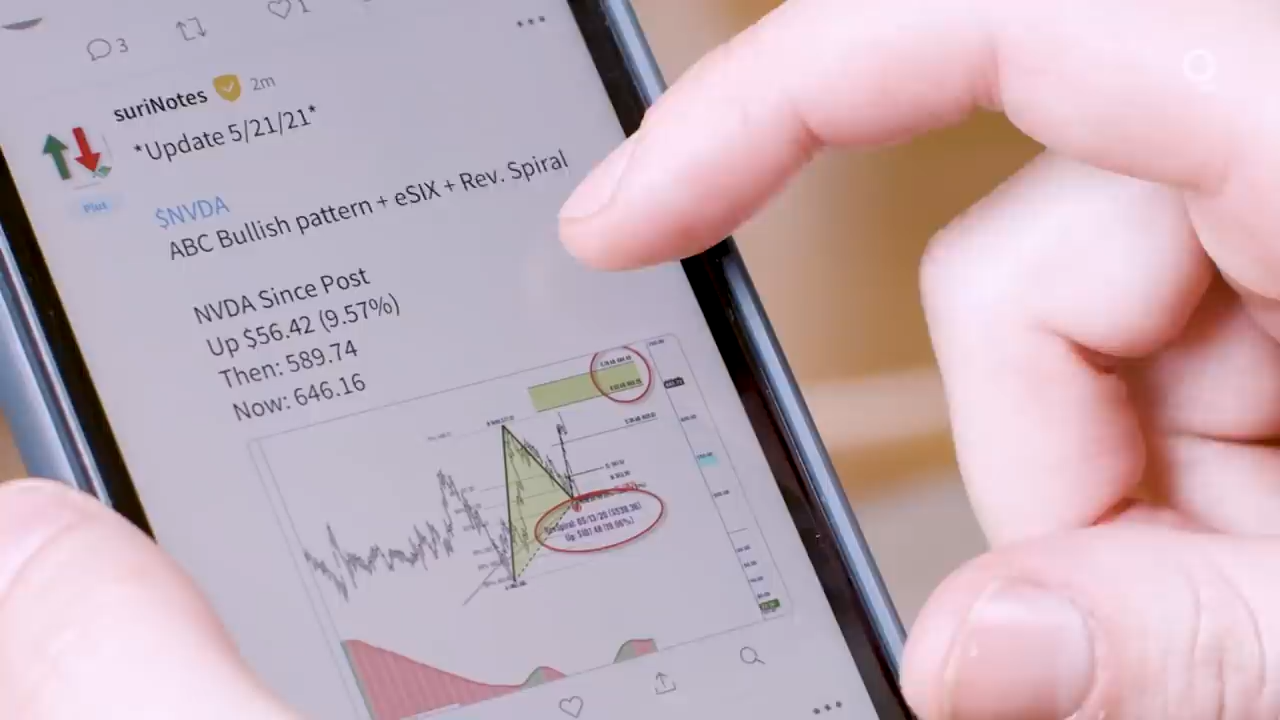 3
1
suriNotes 2m
*Update 5/21/21*
Plus
$NVDA
ABC Bullish pattern + eSIX + Rev. Spiral
NVDA Since Post
Up $56.42 (9.57%)
Then: 589.74
Now: 646.16